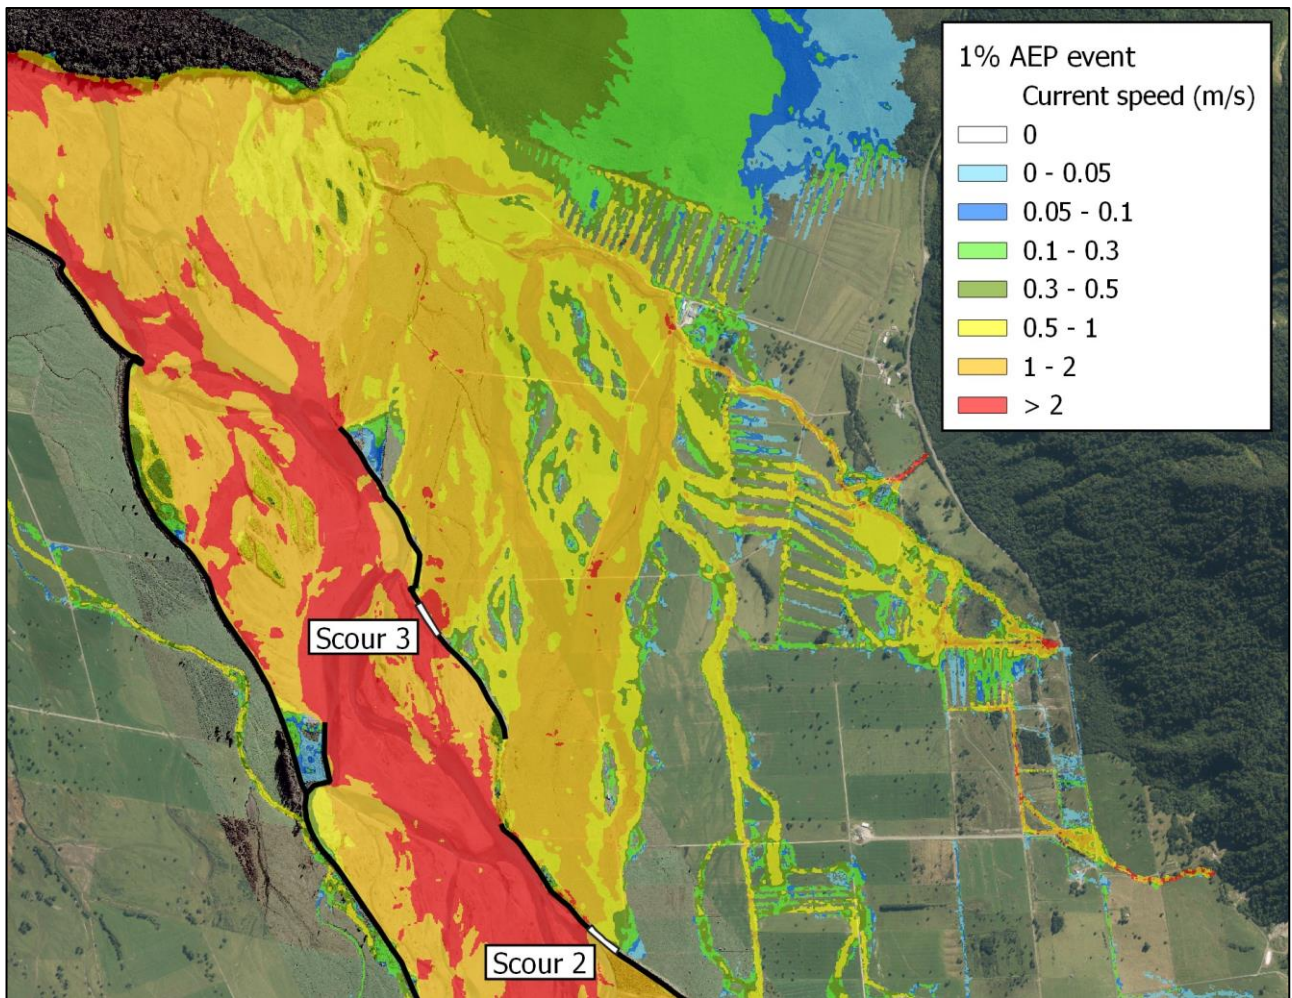 1% AEP event
Current speed (m/s)
0
0 - 0.05
0.05 - 0.1
0.1 - 0.3
0.3 - 0.5
0.5 - 1
1 - 2
> 2
Scour 3
Scour 2